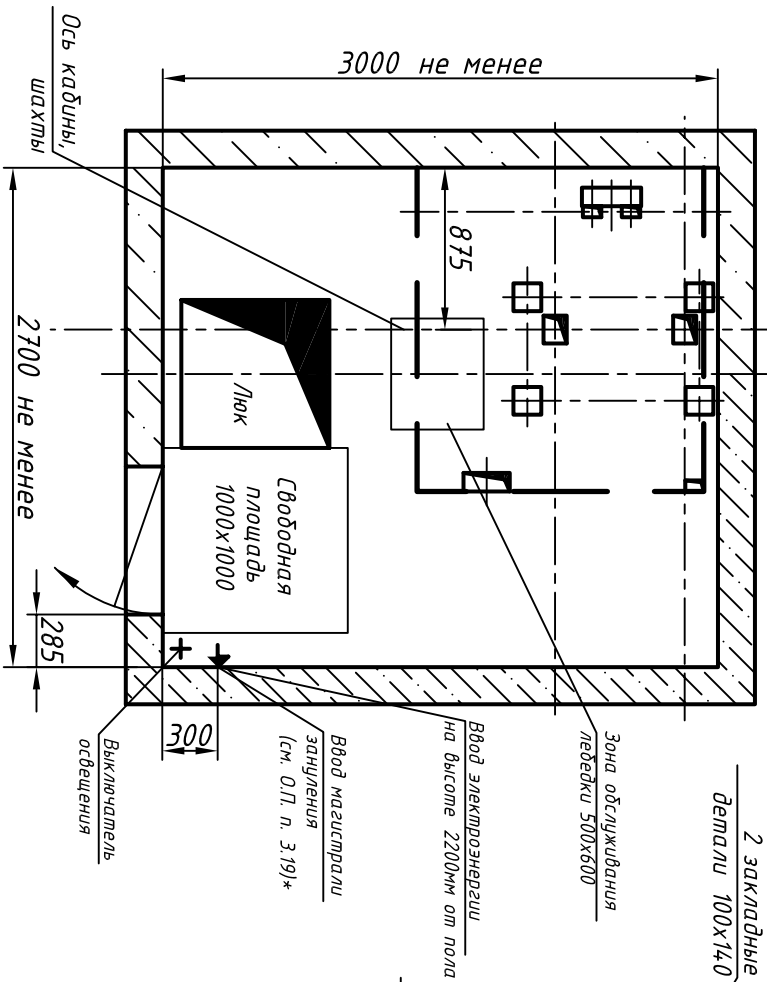 3000 не менее
Ось кабины,
шахты
875
2700 не менее
Люк
Свободная
площадь
1000х1000
285
300
Выключатель
освещения
Ввод магистрали
зануления
(см. О.П. п. 3.19)*
Ввод электроэнергии
на высоте 2200мм от пола
Зона обслуживания
лебедки 500х600
2 закладные
детали 100х140